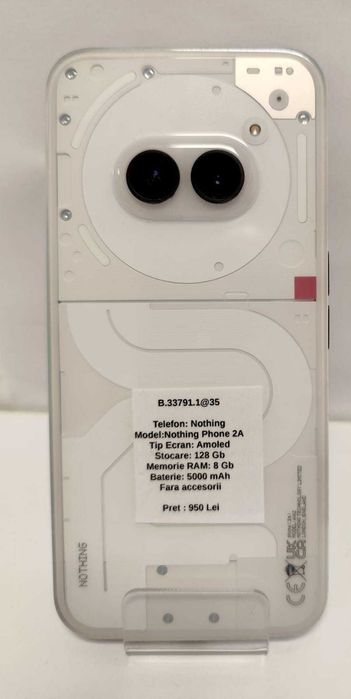 B.33791.1@35
Telefon: Nothing
Model:Nothing Phone 2A
Tip Ecran: Amoled
Stocare: 128 Gb
Memorie RAM: 8 Gb
Baterie: 5000 mAh
Fara accesorii
Pret : 950 Lei
NOTHING